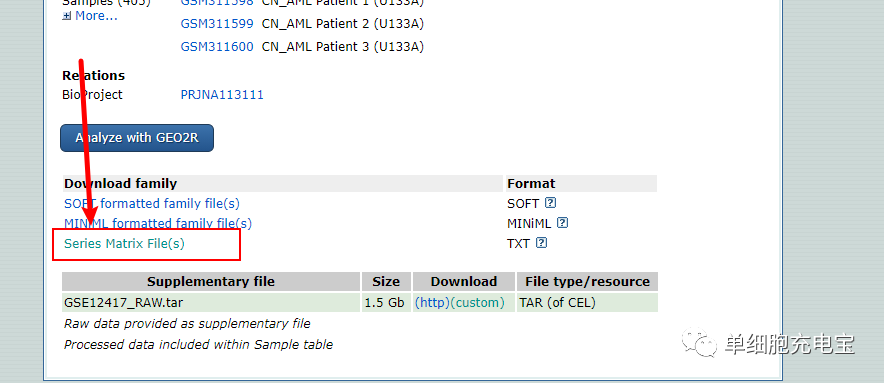 Samples (405)
GSM311598 CN_AML Patient 1 (U133A)
More...
GSM311599 CN_AML Patient 2 (U133A)
GSM311600 CN_AML Patient 3 (U133A)
Relations
BioProject PRJNA113111
Analyze with GEO2R
Download family Format
SOFT formatted family file(s) SOFT ?
MINiML formatted family file(s) MINiML ?
Series Matrix File(s) TXT ?
Supplementary file Size Download File type/resource
GSE12417_RAW.tar 1.5 Gb (http)(custom) TAR (of CEL)
Raw data provided as supplementary file
Processed data included within Sample table
单细胞充电宝